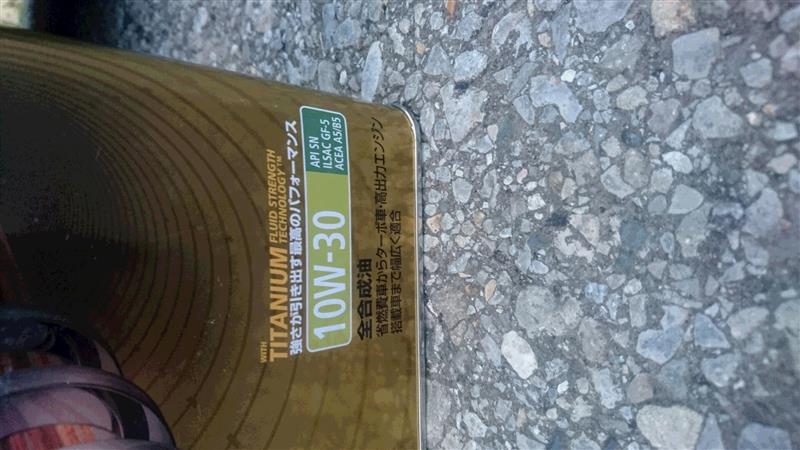 WITH
TITANIUM FLUID STRENGTH TECHNOLOGY™
強さが引き出す最高のパフォーマンス
10W-30
API SN
ILSAC GF-5
ACEA A5/B5
全合成油
省燃費車からターボ車・高出力エンジン
搭載車まで幅広く適合